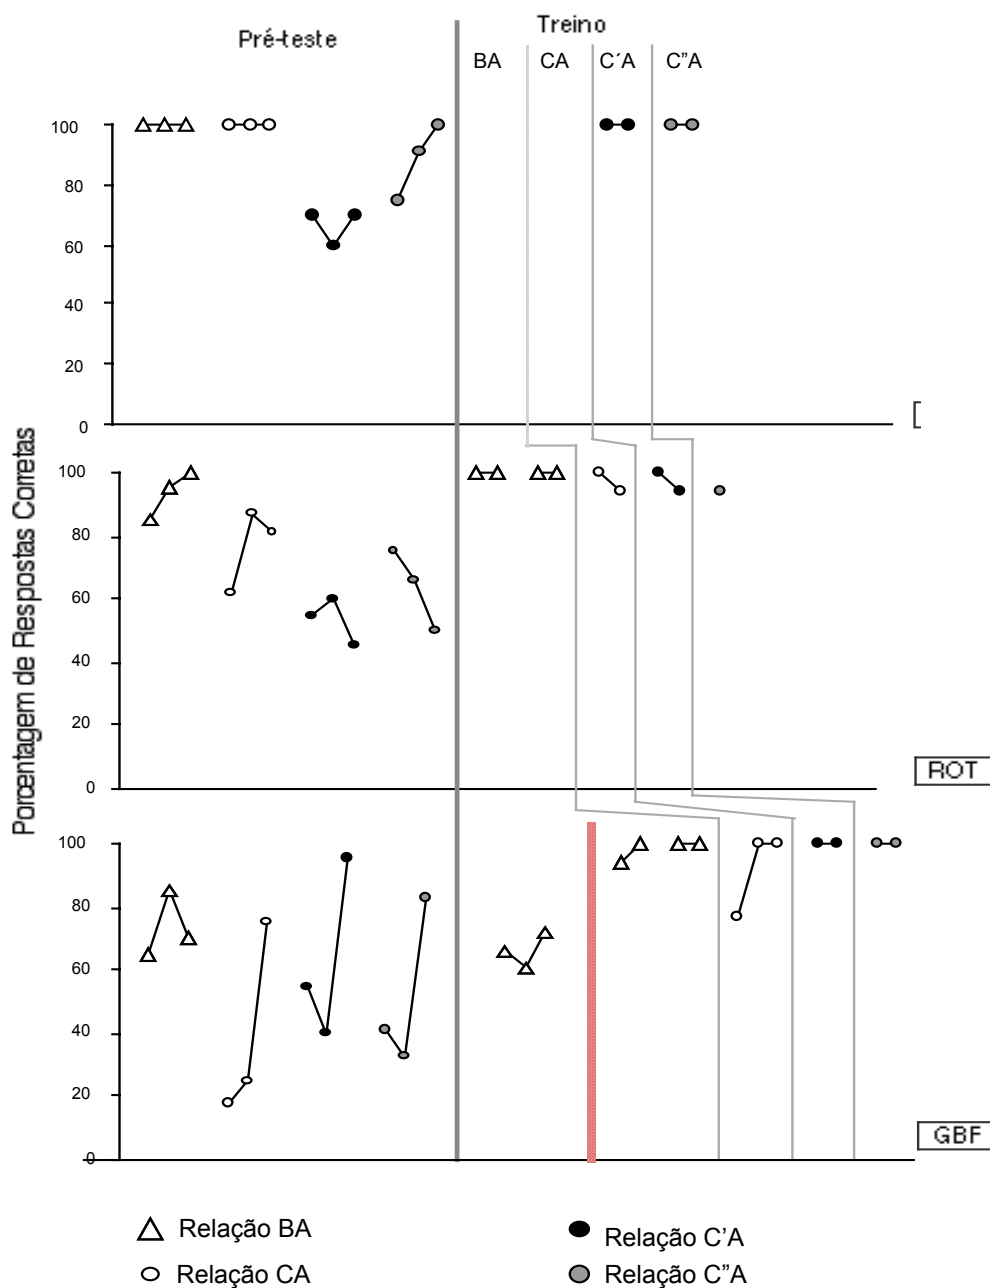 Pré-teste
Treino
BA CA C´A C”A
100
80
60
40
20
0
Porcentagem de Respostas Corretas
100
80
60
40
20
0
ROT
100
80
60
40
20
0
GBF
Relação BA
Relação C’A
Relação CA
Relação C”A